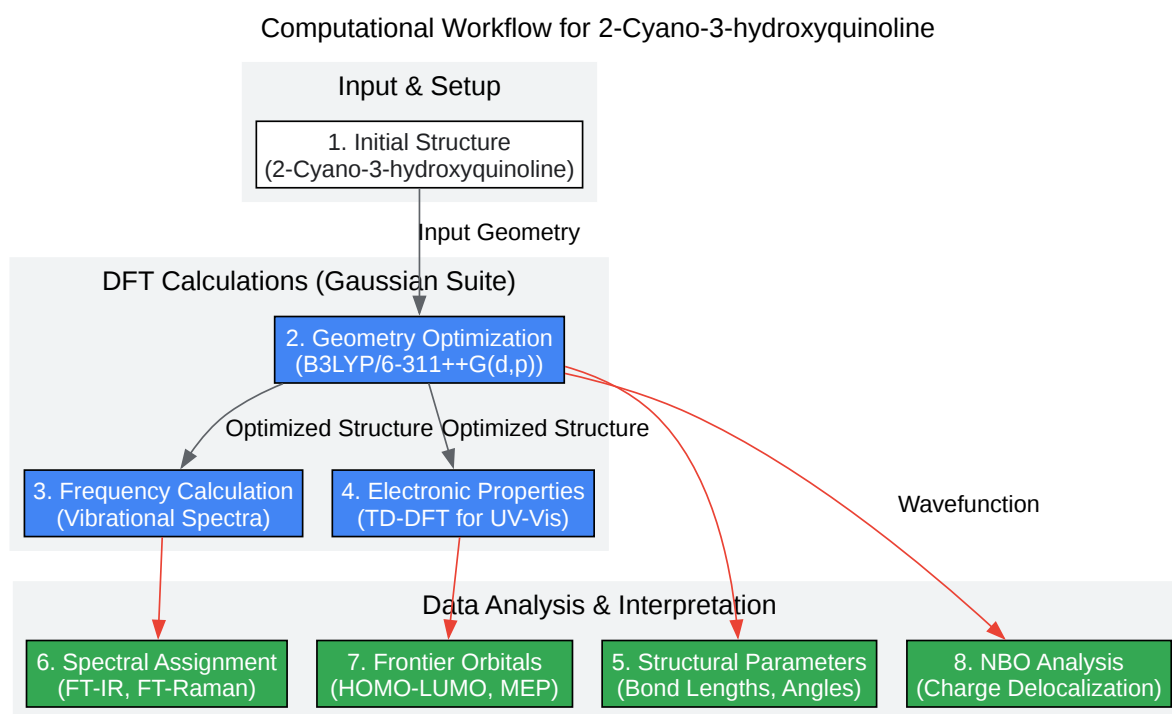 Computational Workflow for 2-Cyano-3-hydroxyquinoline
Input & Setup
1. Initial Structure
(2-Cyano-3-hydroxyquinoline)
Input Geometry
DFT Calculations (Gaussian Suite)
2. Geometry Optimization
(B3LYP/6-311++G(d,p))
Optimized Structure
Optimized Structure
3. Frequency Calculation
(Vibrational Spectra)
4. Electronic Properties
(TD-DFT for UV-Vis)
Wavefunction
Data Analysis & Interpretation
6. Spectral Assignment
(FT-IR, FT-Raman)
7. Frontier Orbitals
(HOMO-LUMO, MEP)
5. Structural Parameters
(Bond Lengths, Angles)
8. NBO Analysis
(Charge Delocalization)